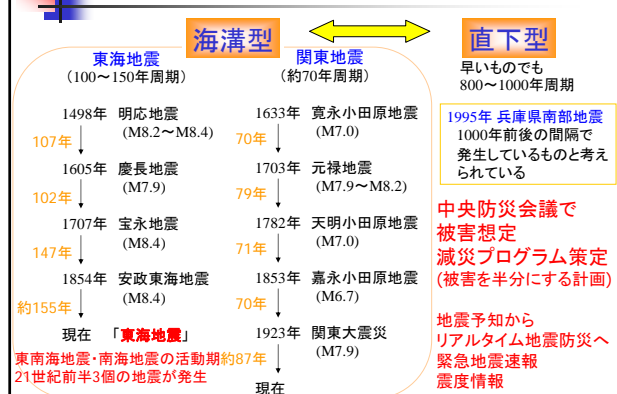 海溝型
直下型
東海地震
(100～150年周期)
1498年 明応地震
(M8.2～M8.4)
107年
1605年 慶長地震
(M7.9)
102年
1707年 宝永地震
(M8.4)
147年
1854年 安政東海地震
(M8.4)
約155年
現在 「東海地震」
東南海地震・南海地震の活動期
21世紀前半3個の地震が発生
関東地震
(約70年周期)
1633年 寛永小田原地震
(M7.0)
70年
1703年 元禄地震
(M7.9～M8.2)
79年
1782年 天明小田原地震
(M7.0)
71年
1853年 嘉永小田原地震
(M6.7)
70年
1923年 関東大震災
(M7.9)
約87年
現在
早いものでも
800～1000年周期
1995年 兵庫県南部地震
1000年前後の間隔で
発生しているものと考え
られている
中央防災会議で
被害想定
減災プログラム策定
(被害を半分にする計画)
地震予知から
リアルタイム地震防災へ
緊急地震速報
震度情報